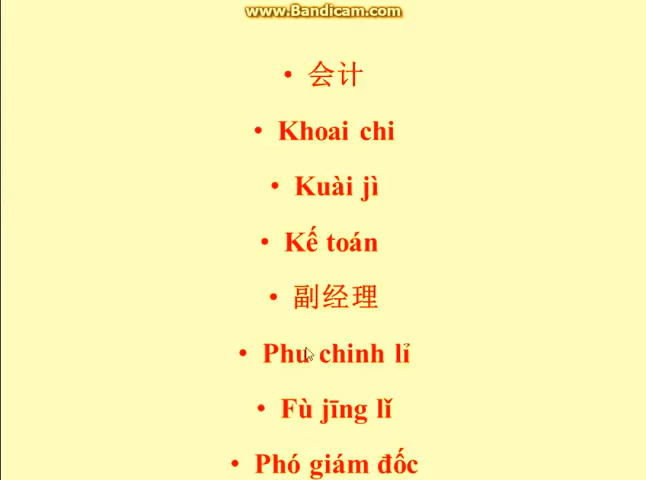 www.Bandicam.com
• 会计
• Khoai chi
• Kuài jì
• Kế toán
• 副经理
• Phu chinh lỉ
• Fù jīng lǐ
• Phó giám đốc